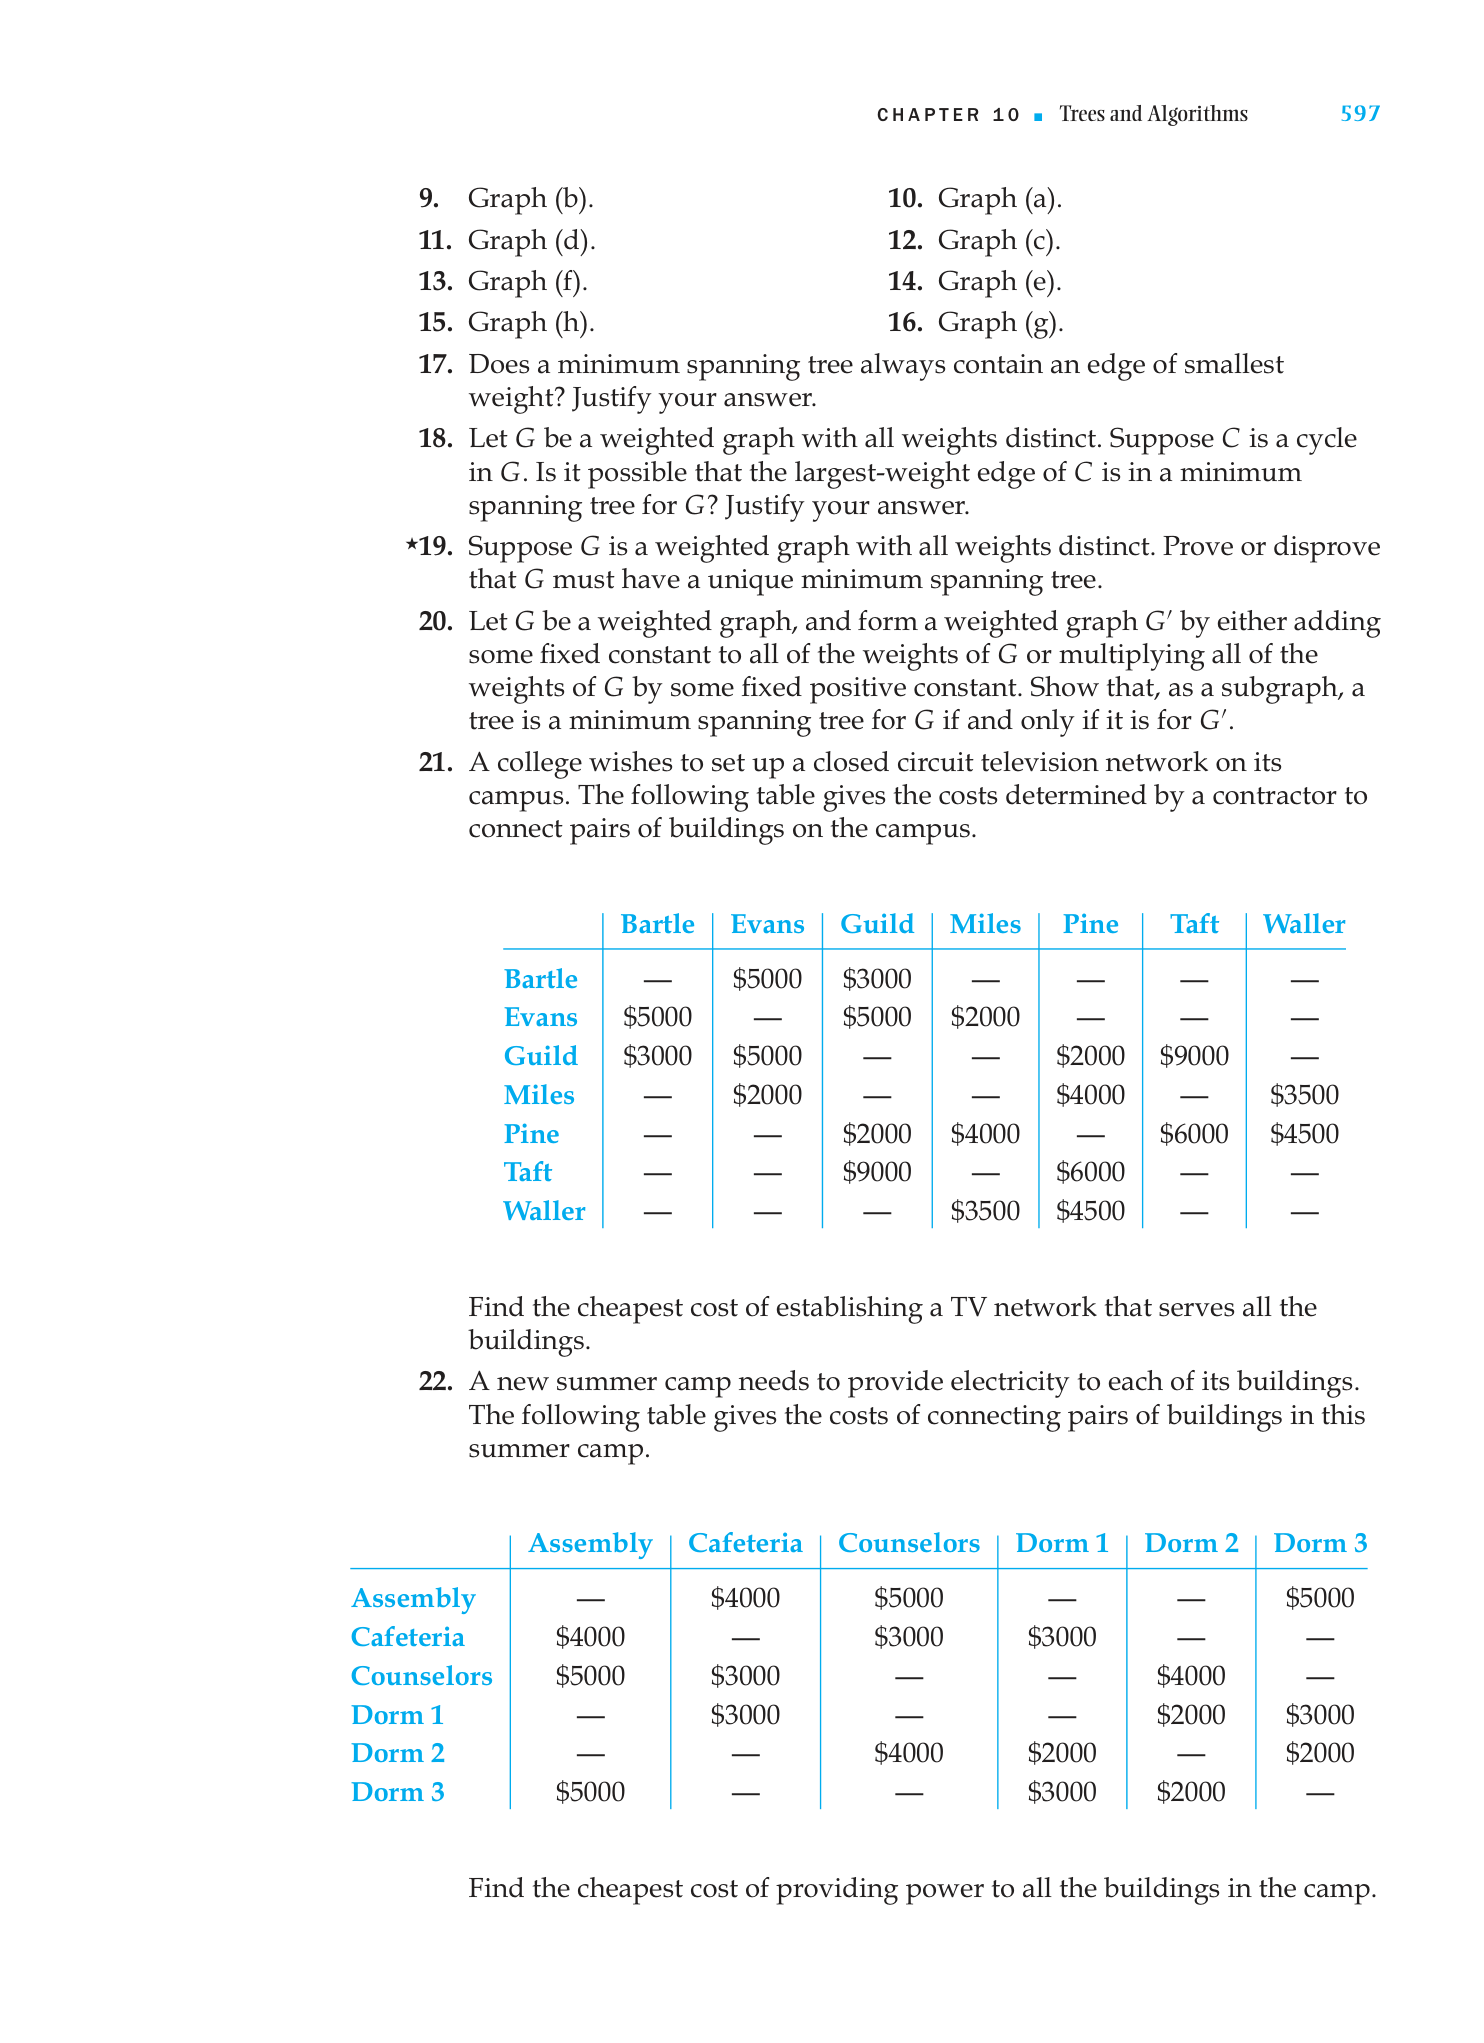 CHAPTER 10 ■ Trees and Algorithms 597
9. Graph (b). 10. Graph (a).
11. Graph (d). 12. Graph (c).
13. Graph (f). 14. Graph (e).
15. Graph (h). 16. Graph (g).
17. Does a minimum spanning tree always contain an edge of smallest
weight? Justify your answer.
18. Let G be a weighted graph with all weights distinct. Suppose C is a cycle
in G. Is it possible that the largest-weight edge of C is in a minimum
spanning tree for G? Justify your answer.
★19. Suppose G is a weighted graph with all weights distinct. Prove or disprove
that G must have a unique minimum spanning tree.
20. Let G be a weighted graph, and form a weighted graph G′ by either adding
some fixed constant to all of the weights of G or multiplying all of the
weights of G by some fixed positive constant. Show that, as a subgraph, a
tree is a minimum spanning tree for G if and only if it is for G′.
21. A college wishes to set up a closed circuit television network on its
campus. The following table gives the costs determined by a contractor to
connect pairs of buildings on the campus.
Bartle Evans Guild Miles Pine Taft Waller
Bartle — $5000 $3000 — — — —
Evans $5000 — $5000 $2000 — — —
Guild $3000 $5000 — — $2000 $9000 —
Miles — $2000 — — $4000 — $3500
Pine — — $2000 $4000 — $6000 $4500
Taft — — $9000 — $6000 — —
Waller — — — $3500 $4500 — —
Find the cheapest cost of establishing a TV network that serves all the
buildings.
22. A new summer camp needs to provide electricity to each of its buildings.
The following table gives the costs of connecting pairs of buildings in this
summer camp.
Assembly Cafeteria Counselors Dorm 1 Dorm 2 Dorm 3
Assembly — $4000 $5000 — — $5000
Cafeteria $4000 — $3000 $3000 — —
Counselors $5000 $3000 — — $4000 —
Dorm 1 — $3000 — — $2000 $3000
Dorm 2 — — $4000 $2000 — $2000
Dorm 3 $5000 — — $3000 $2000 —
Find the cheapest cost of providing power to all the buildings in the camp.